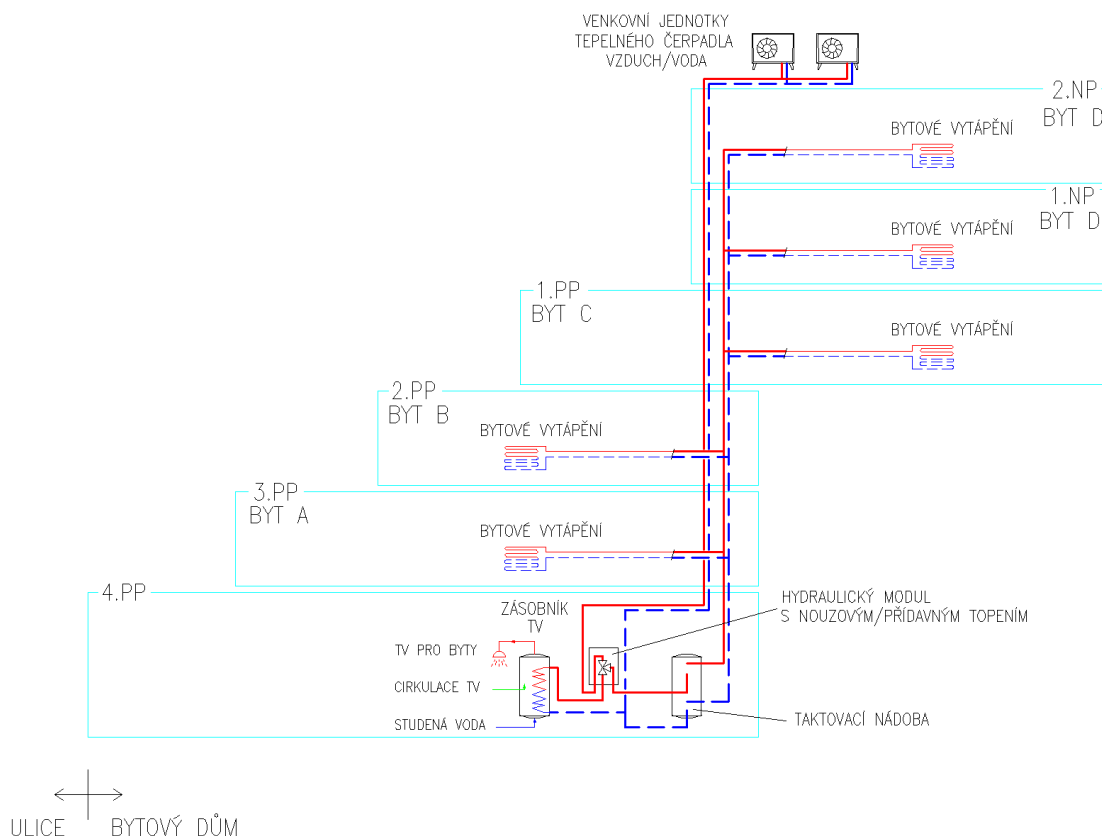 VENKOVNÍ JEDNOTKY
TEPELNÉHO ČERPADLA
VZDUCH/VODA
2.NP
BYT D
BYTOVÉ VYTÁPĚNÍ
1.NP
BYT D
BYTOVÉ VYTÁPĚNÍ
1.PP
BYT C
BYTOVÉ VYTÁPĚNÍ
2.PP
BYT B
BYTOVÉ VYTÁPĚNÍ
3.PP
BYT A
BYTOVÉ VYTÁPĚNÍ
4.PP
ZÁSOBNÍK
TV
HYDRAULICKÝ MODUL
S NOUZOVÝM/PŘÍDAVNÝM TOPENÍM
TV PRO BYTY
CIRKULACE TV
STUDENÁ VODA
TAKTOVACÍ NÁDOBA
ULICE
BYTOVÝ DŮM